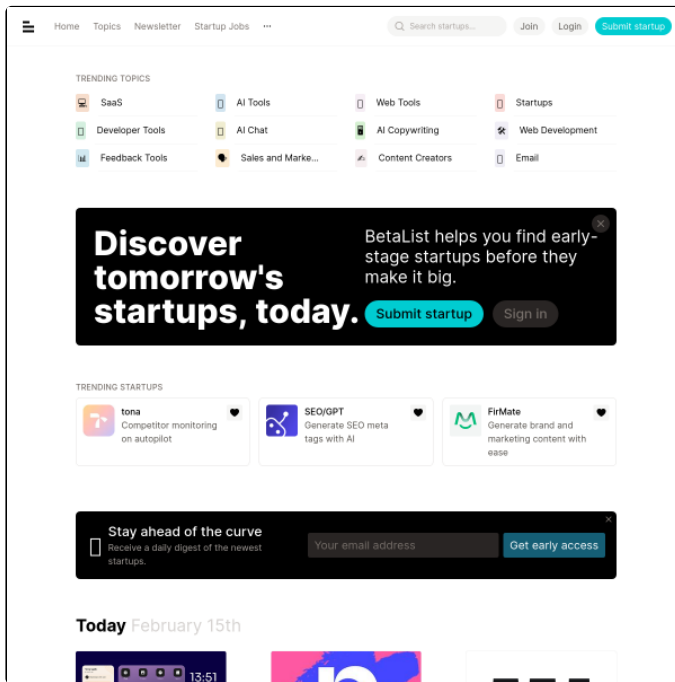 Home Topics Newsletter Startup Jobs ••• Search startups... Join Login Submit startup
TRENDING TOPICS
SaaS AI Tools Web Tools Startups
Developer Tools AI Chat AI Copywriting Web Development
Feedback Tools Sales and Marke... Content Creators Email
Discover
tomorrow's
startups, today.
BetaList helps you find early-
stage startups before they
make it big.
Submit startup Sign in
TRENDING STARTUPS
tona
Competitor monitoring
on autopilot
SEO/GPT
Generate SEO meta
tags with AI
FirMate
Generate brand and
marketing content with
ease
Stay ahead of the curve
Receive a daily digest of the newest
startups.
Your email address Get early access
Today February 15th
13:51